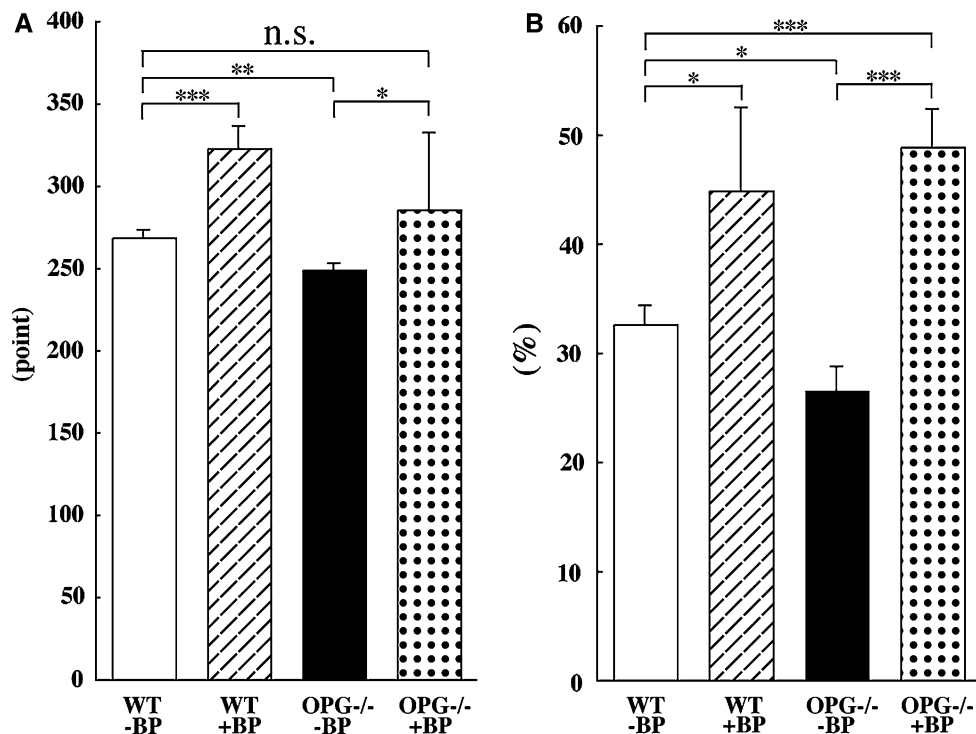 A
400
350
300
250
200
150
100
50
0
(point)
n.s.
**
***
*
WT
-BP
WT
+BP
OPG-/-
-BP
OPG-/-
+BP
B
60
50
40
30
20
10
0
(%)
***
*
*
***
WT
-BP
WT
+BP
OPG-/-
-BP
OPG-/-
+BP